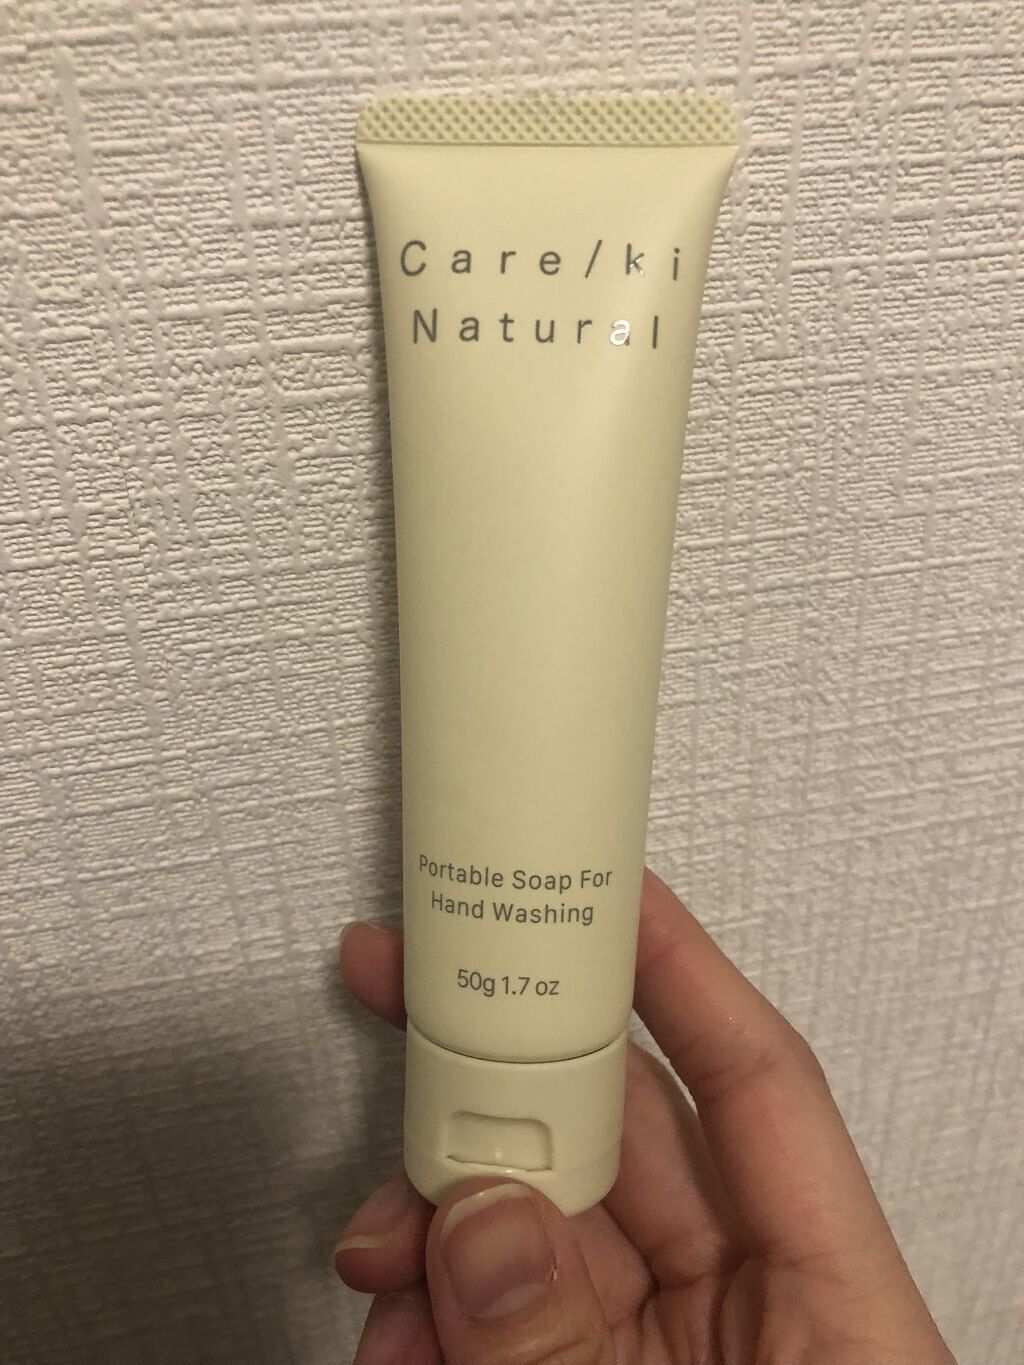 Care/ki
Natural
Portable Soap For
Hand Washing
50g 1.7 oz